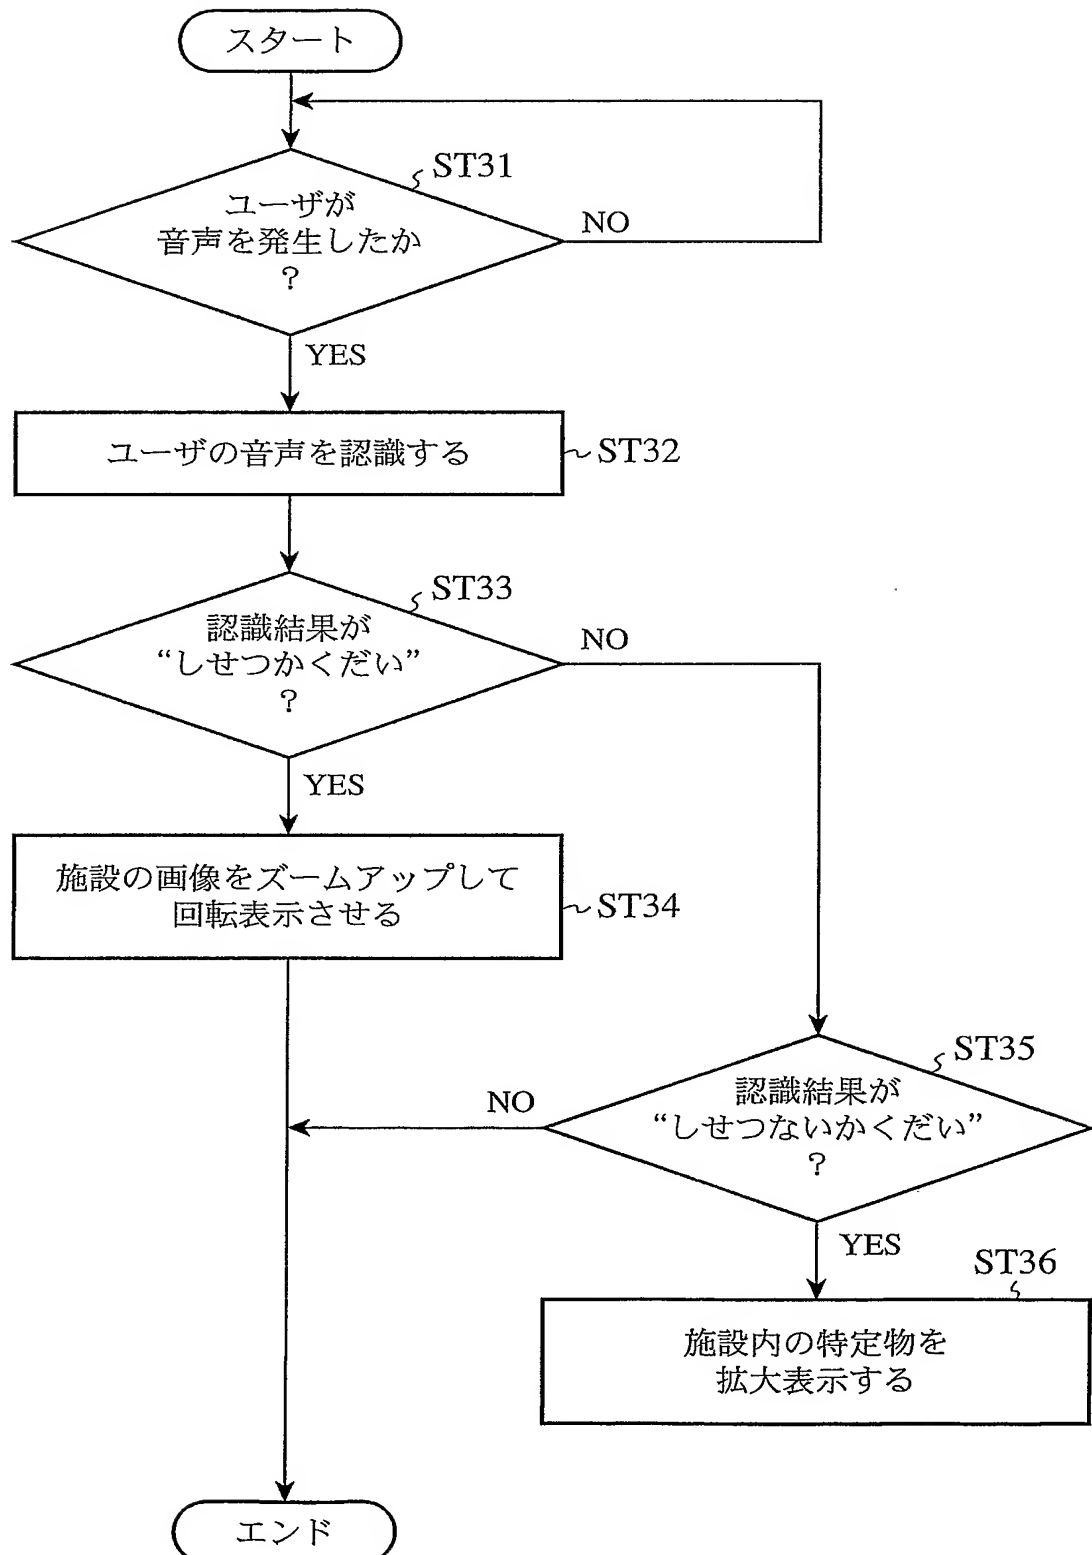 スタート
ST31
ユーザが
音声を発生したか
?
NO
YES
ユーザの音声を認識する
ST32
ST33
認識結果が
“しせつかくだい”
?
NO
YES
施設の画像をズームアップして
回転表示させる
ST34
ST35
認識結果が
“しせつないかくだい”
?
NO
YES
ST36
施設内の特定物を
拡大表示する
エンド